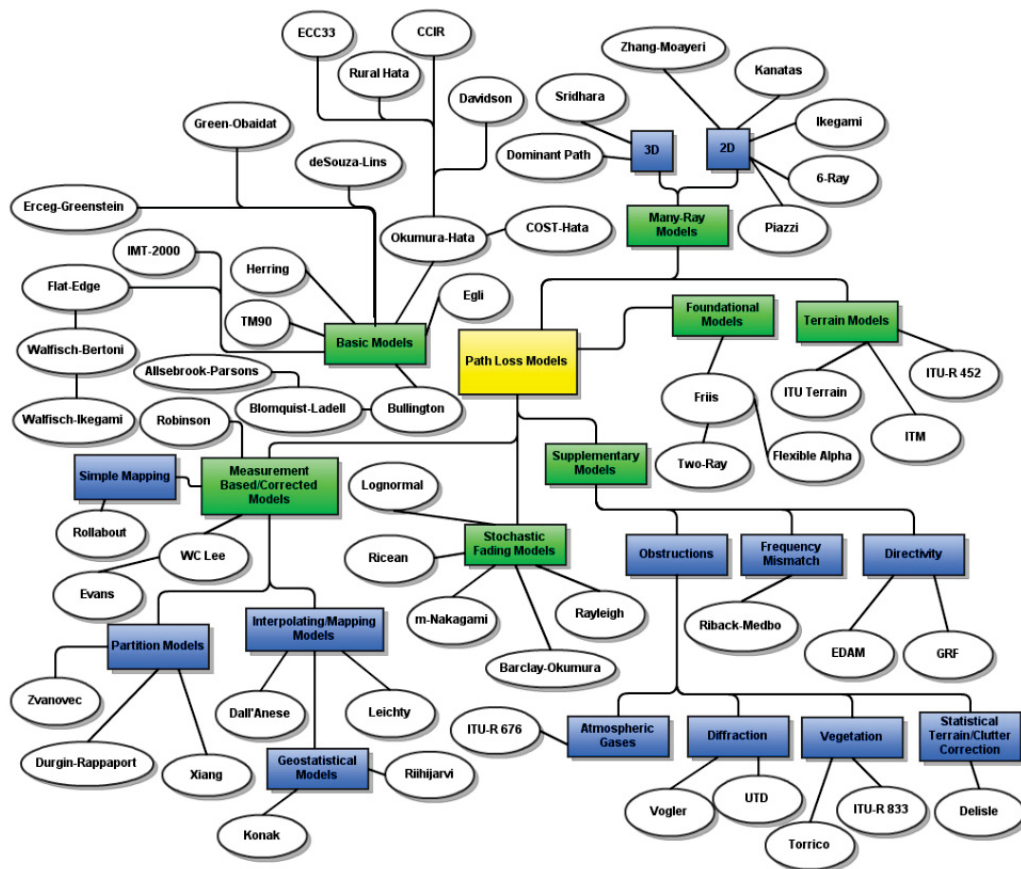 ECC33
CCIR
Rural Hata
Davidson
Green-Obaidat
deSouza-Lins
Erceg-Greenstein
Okumura-Hata
COST-Hata
IMT-2000
Herring
Flat-Edge
Egli
TM90
Basic Models
Walfisch-Bertoni
Allsebrook-Parsons
Walfisch-Ikegami
Blomquist-Ladell
Bullington
Zhang-Moayeri
Kanatas
Sridhara
Ikegami
3D
2D
Dominant Path
6-Ray
Many-Ray
Models
Piazzi
Foundational
Models
Terrain Models
Path Loss Models
ITU-R 452
ITU Terrain
Friis
ITM
Two-Ray
Flexible Alpha
Robinson
Simple Mapping
Measurement
Based/Corrected
Models
Rollabout
WC Lee
Evans
Partition Models
Interpolating/Mapping
Models
Zvanovec
Dall'Anese
Leichty
Durgin-Rappaport
Xiang
Geostatistical
Models
Riihijarvi
Konak
Lognormal
Stochastic
Fading Models
Ricean
m-Nakagami
Rayleigh
Barclay-Okumura
Supplementary
Models
Obstructions
Frequency
Mismatch
Directivity
Riback-Medbo
EDAM
GRF
ITU-R 676
Atmospheric
Gases
Diffraction
Vegetation
Statistical
Terrain/Clutter
Correction
Vogler
UTD
ITU-R 833
Delisle
Torrico